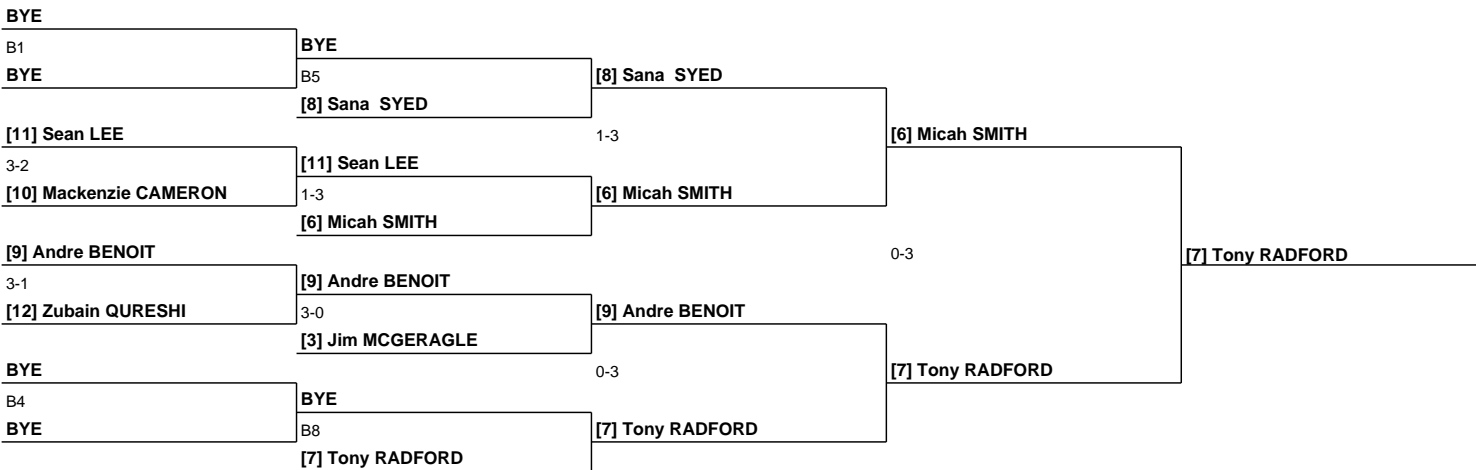 BYE
B1
BYE
BYE
B5
[8] Sana  SYED
[8] Sana  SYED
[11] Sean LEE
1-3
[6] Micah SMITH
3-2
[11] Sean LEE
[10] Mackenzie CAMERON
1-3
[6] Micah SMITH
[6] Micah SMITH
[9] Andre BENOIT
0-3
[7] Tony RADFORD
3-1
[9] Andre BENOIT
[12] Zubain QURESHI
3-0
[9] Andre BENOIT
[3] Jim MCGERAGLE
BYE
0-3
[7] Tony RADFORD
B4
BYE
BYE
B8
[7] Tony RADFORD
[7] Tony RADFORD